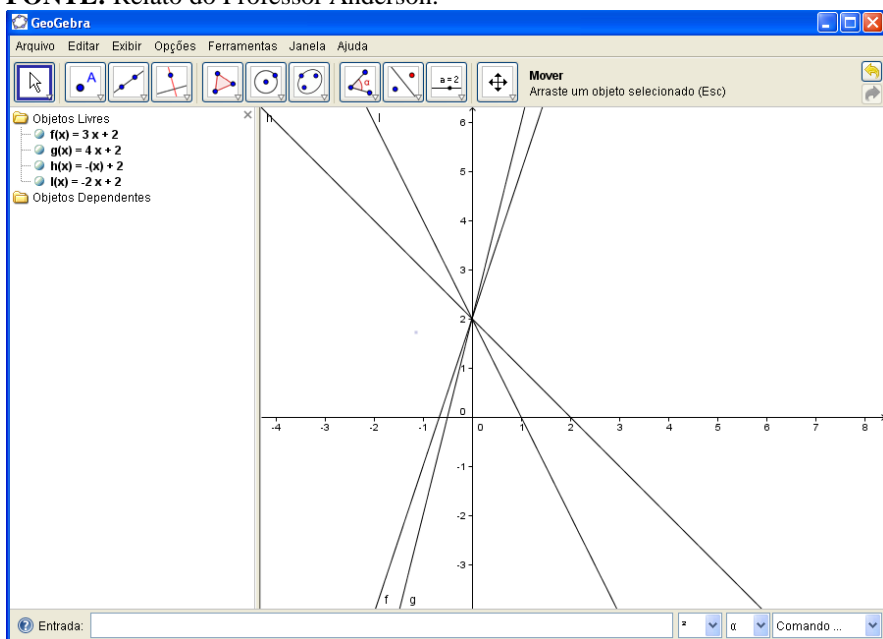 FONTE: Relato do Professor Anderson.
GeoGebra
Arquivo Editar Exibir Opções Ferramentas Janela Ajuda
A
α
a = 2
Mover
Arraste um objeto selecionado (Esc)
Objetos Livres
f(x) = 3 x + 2
g(x) = 4 x + 2
h(x) = -(x) + 2
l(x) = -2 x + 2
Objetos Dependentes
h l
6
5
4
3
2
1
0
-4 -3 -2 -1 0 1 2 3 4 5 6 7 8
-1
-2
-3
f g
Entrada: ² α Comando ...